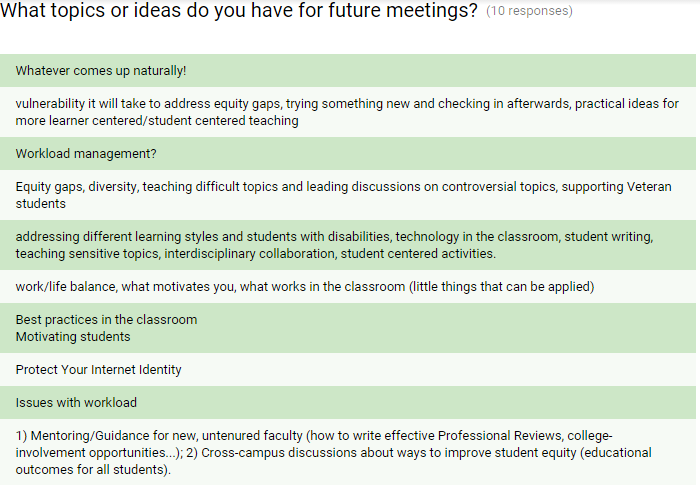 What topics or ideas do you have for future meetings? (10 responses)
Whatever comes up naturally!
vulnerability it will take to address equity gaps, trying something new and checking in afterwards, practical ideas for
more learner centered/student centered teaching
Workload management?
Equity gaps, diversity, teaching difficult topics and leading discussions on controversial topics, supporting Veteran
students
addressing different learning styles and students with disabilities, technology in the classroom, student writing,
teaching sensitive topics, interdisciplinary collaboration, student centered activities.
work/life balance, what motivates you, what works in the classroom (little things that can be applied)
Best practices in the classroom
Motivating students
Protect Your Internet Identity
Issues with workload
1) Mentoring/Guidance for new, untenured faculty (how to write effective Professional Reviews, college-
involvement opportunities...); 2) Cross-campus discussions about ways to improve student equity (educational
outcomes for all students).